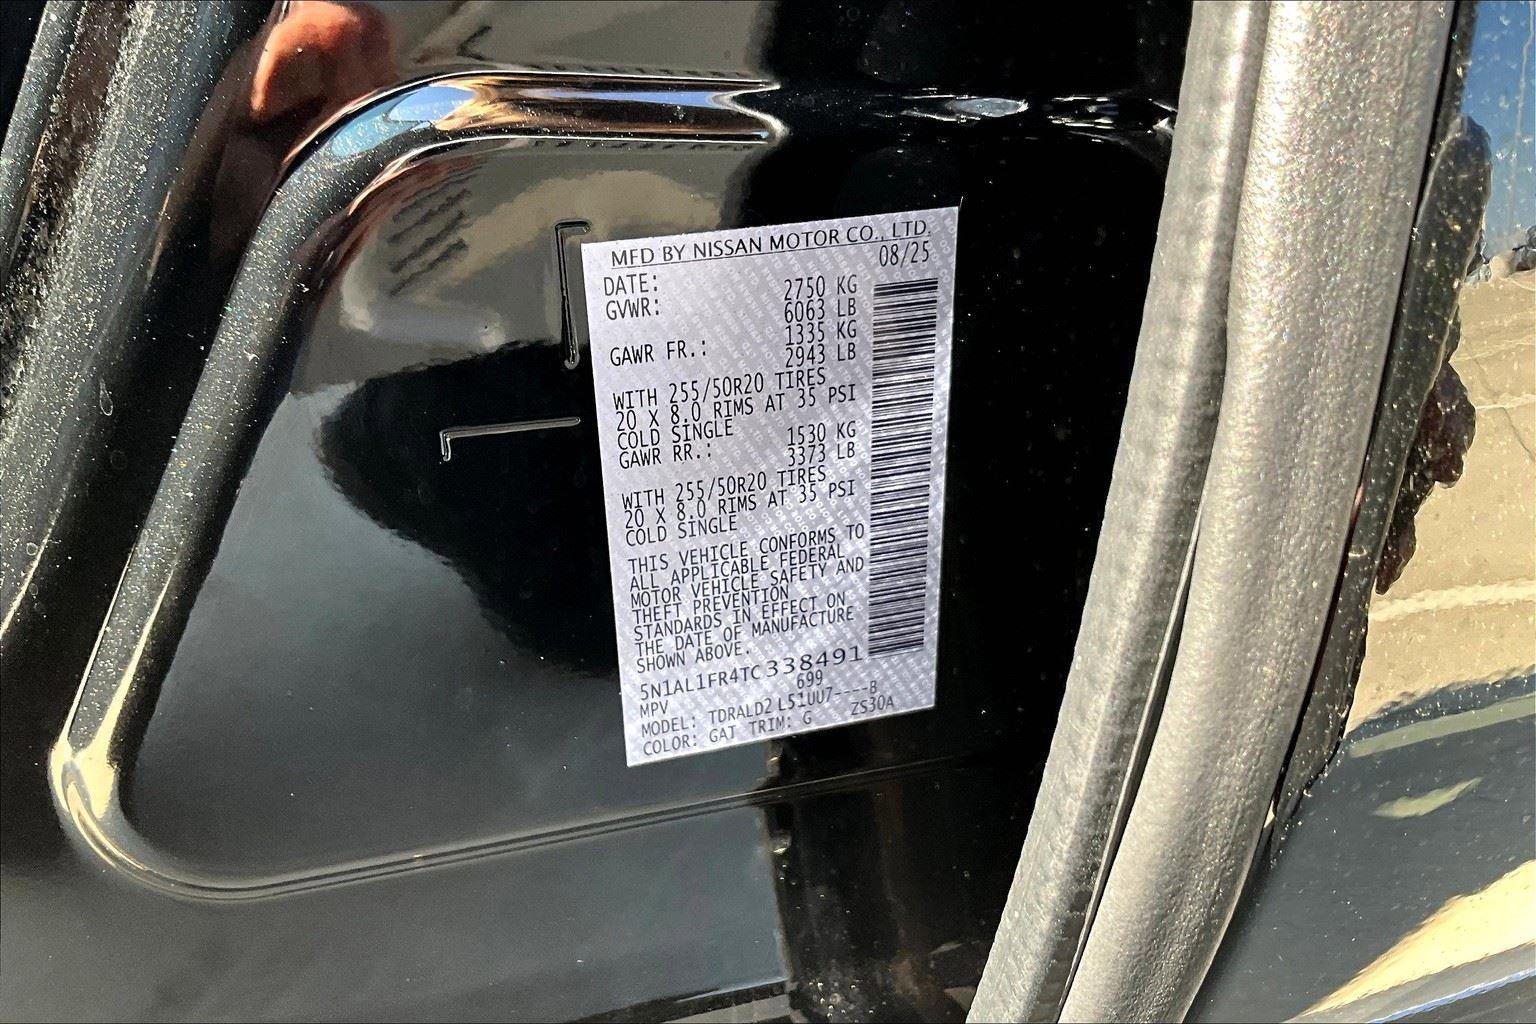 MFD BY NISSAN MOTOR CO., LTD.
DATE: 08/25
GVWR: 2750 KG
6063 LB
GAWR FR.: 1335 KG
2943 LB
WITH 255/50R20 TIRES
20 X 8.0 RIMS AT 35 PSI
COLD SINGLE
GAWR RR.: 1530 KG
3373 LB
WITH 255/50R20 TIRES
20 X 8.0 RIMS AT 35 PSI
COLD SINGLE
THIS VEHICLE CONFORMS TO
ALL APPLICABLE FEDERAL
MOTOR VEHICLE SAFETY AND
THEFT PREVENTION
STANDARDS IN EFFECT ON
THE DATE OF MANUFACTURE
SHOWN ABOVE.
5N1AL1FR4TC338491
MPV 699
MODEL: TDRALD2 L51UU7----B
COLOR: GAT TRIM: G ZS30A